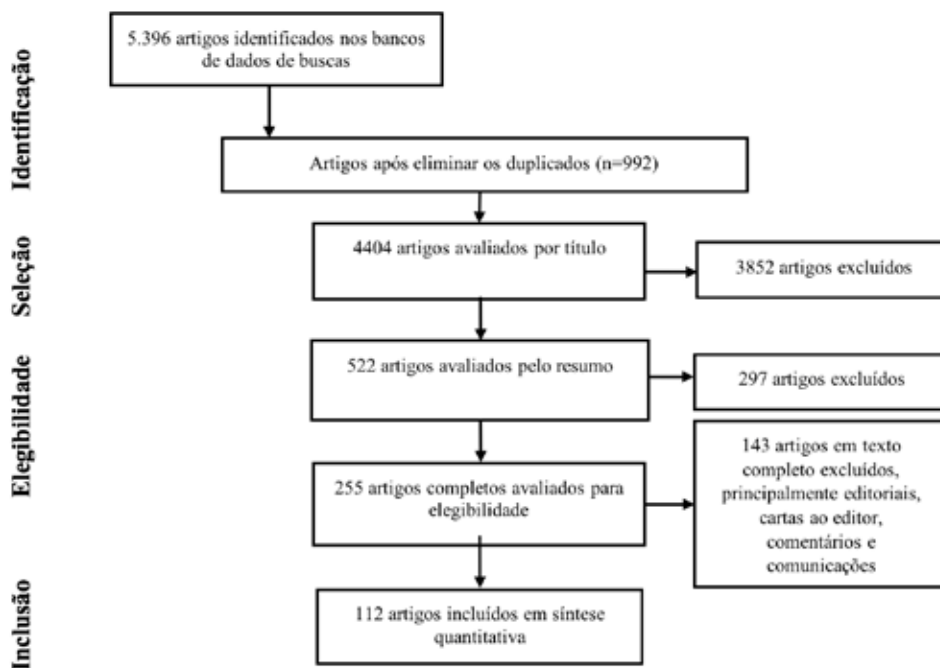 Identificação
5.396 artigos identificados nos bancos
de dados de buscas
Artigos após eliminar os duplicados (n=992)
Seleção
4404 artigos avaliados por título
3852 artigos excluídos
Elegibilidade
522 artigos avaliados pelo resumo
297 artigos excluídos
255 artigos completos avaliados para
elegibilidade
143 artigos em texto
completo excluídos,
principalmente editoriais,
cartas ao editor,
comentários e
comunicações
Inclusão
112 artigos incluídos em síntese
quantitativa